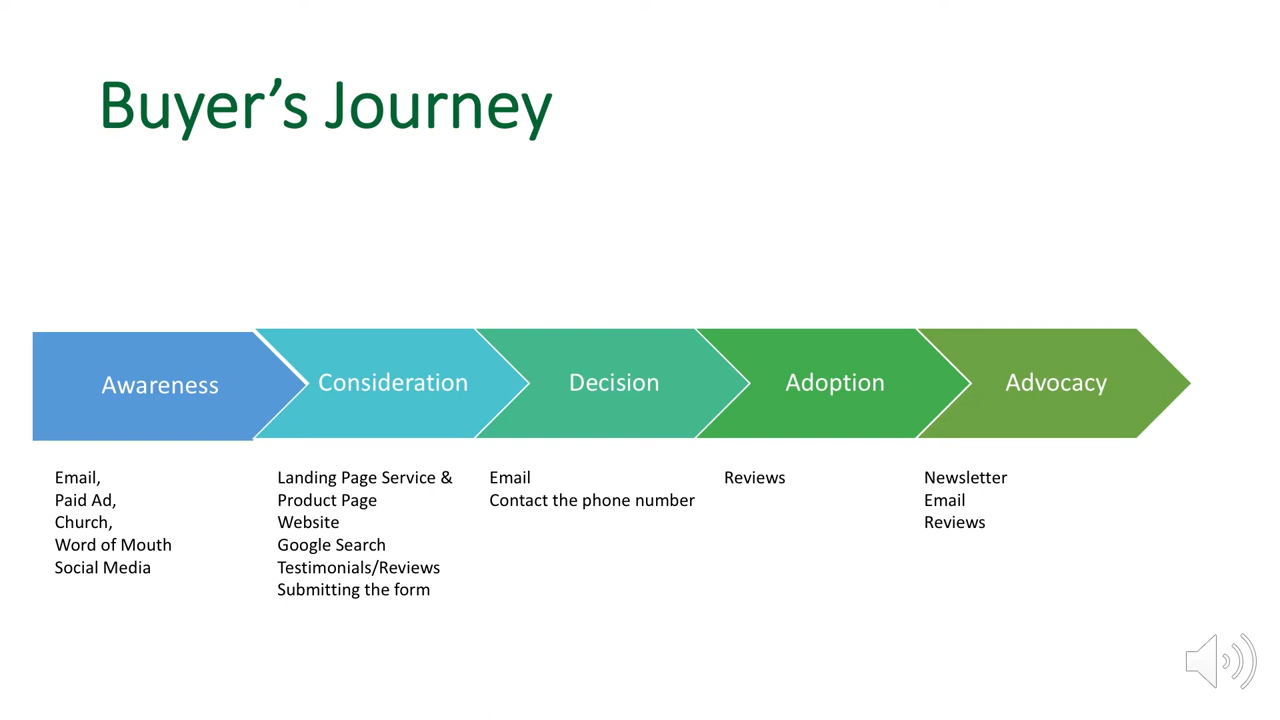 Buyer’s Journey
Awareness
Consideration
Decision
Adoption
Advocacy
Email,
Paid Ad,
Church,
Word of Mouth
Social Media
Landing Page Service &
Product Page
Website
Google Search
Testimonials/Reviews
Submitting the form
Email
Contact the phone number
Reviews
Newsletter
Email
Reviews